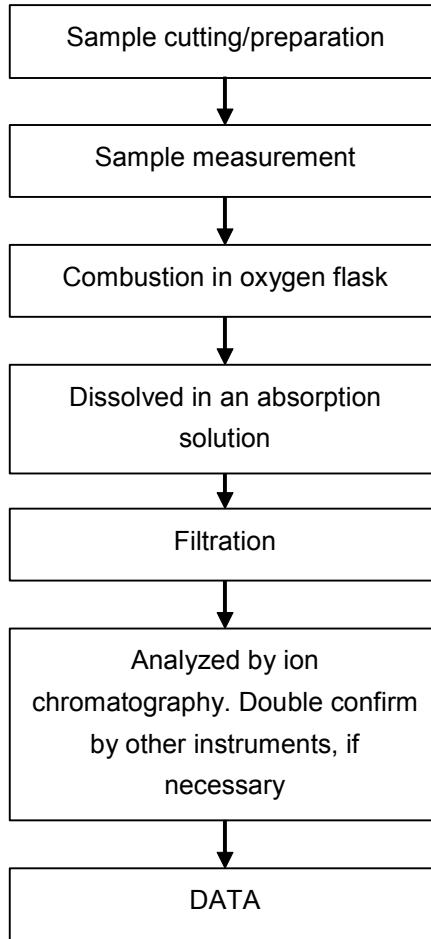 Sample cutting/preparation
Sample measurement
Combustion in oxygen flask
Dissolved in an absorption
solution
Filtration
Analyzed by ion
chromatography. Double confirm
by other instruments, if
necessary
DATA